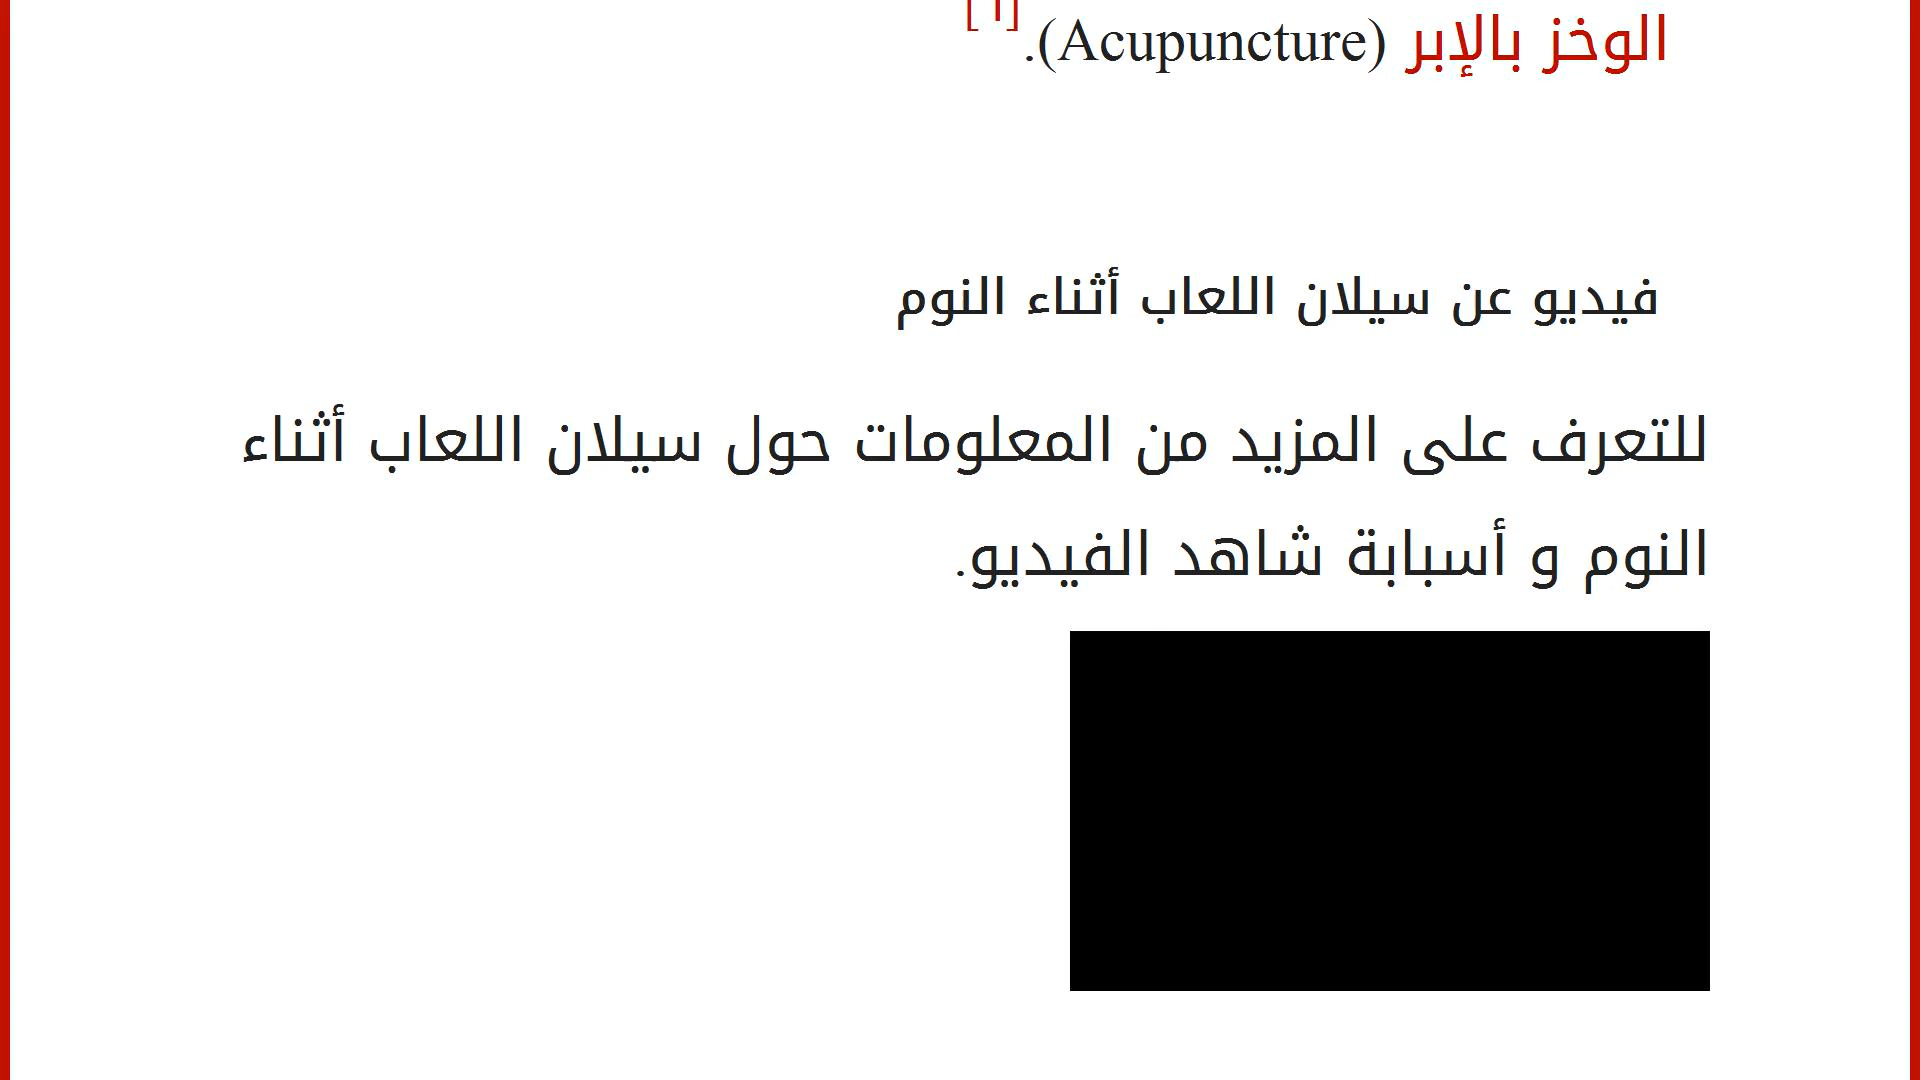 الوخز بالإبر (Acupuncture).
فيديو عن سيلان اللعاب أثناء النوم
للتعرف على المزيد من المعلومات حول سيلان اللعاب أثناء
النوم و أسبابة شاهد الفيديو.